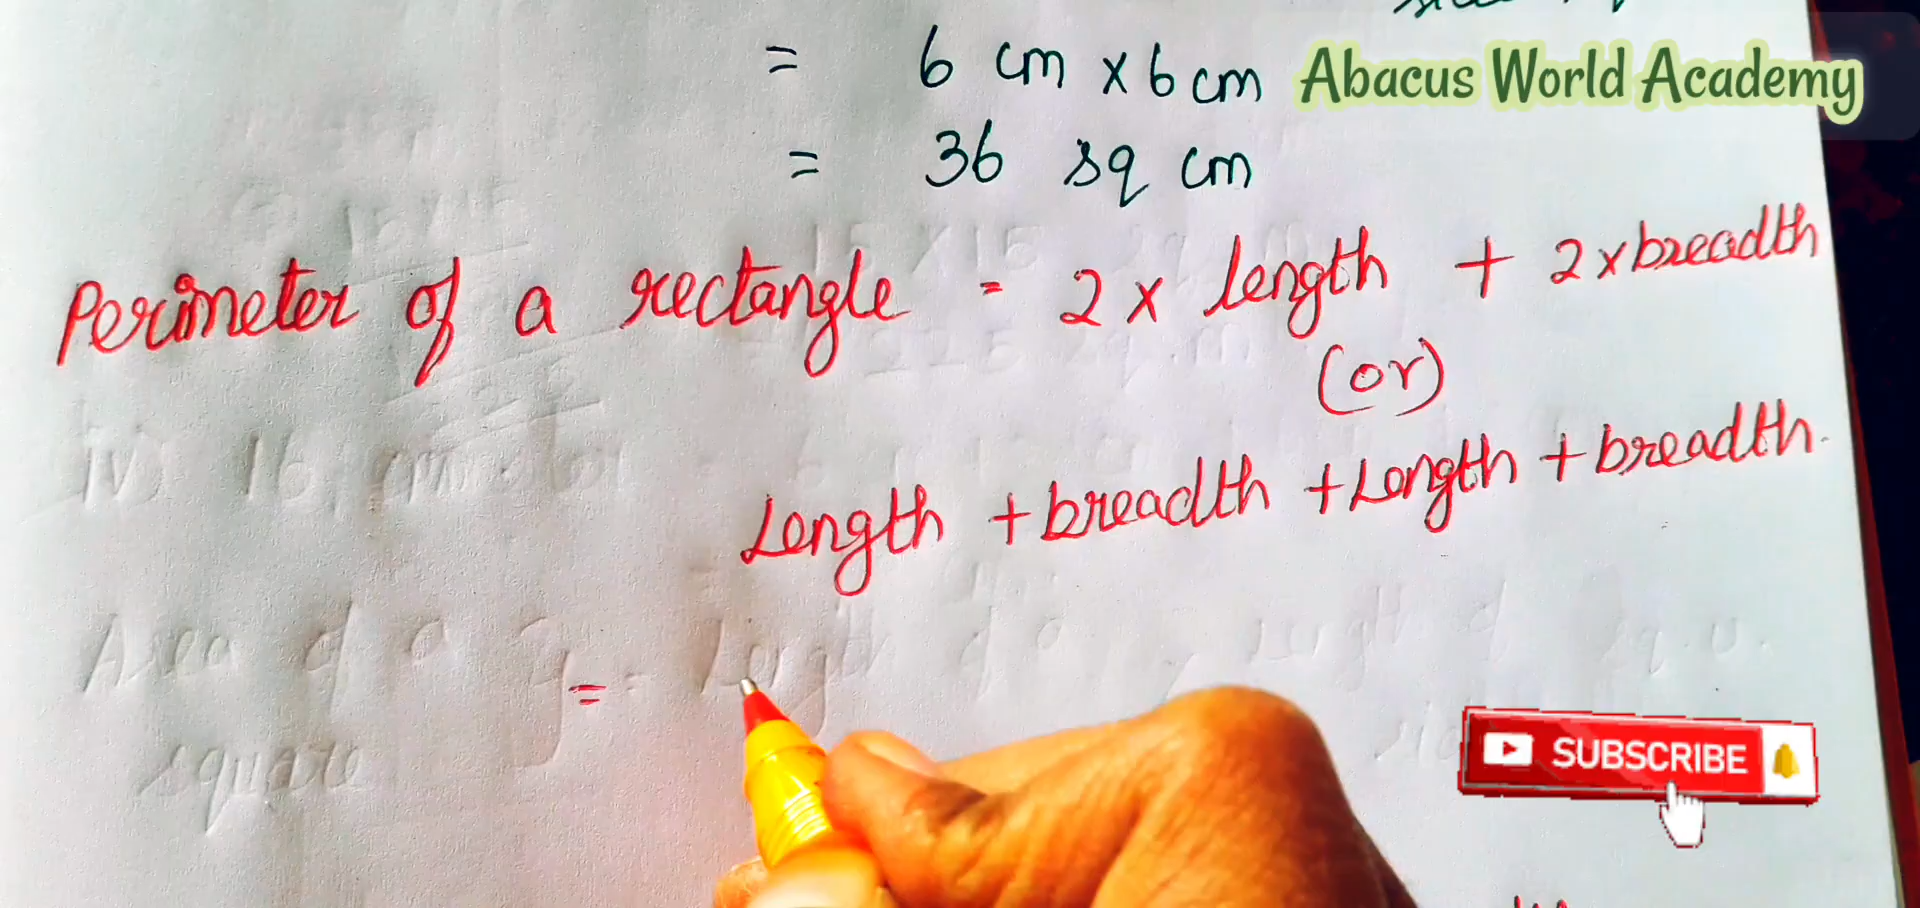 = 6 cm x 6 cm
Abacus World Academy
= 36 sq cm
Perimeter of a rectangle = 2 x length + 2 x breadth
(or)
Length + breadth + Length + breadth.
=
SUBSCRIBE